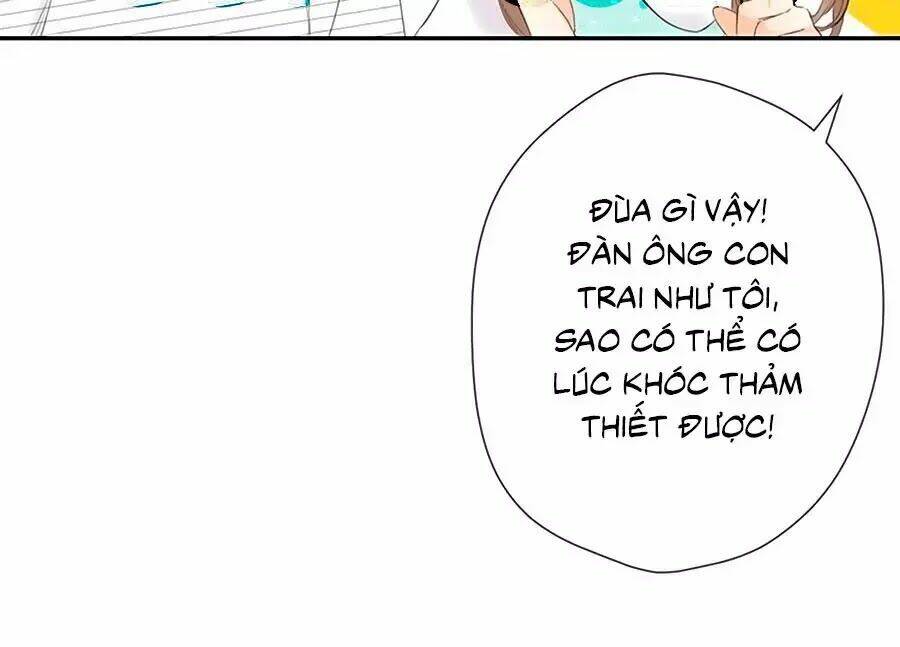 ĐÙA GÌ VẬY!
ĐÀN ÔNG CON
TRAI NHƯ TÔI,
SAO CÓ THỂ CÓ
LÚC KHÓC THẢM
THIẾT ĐƯỢC!